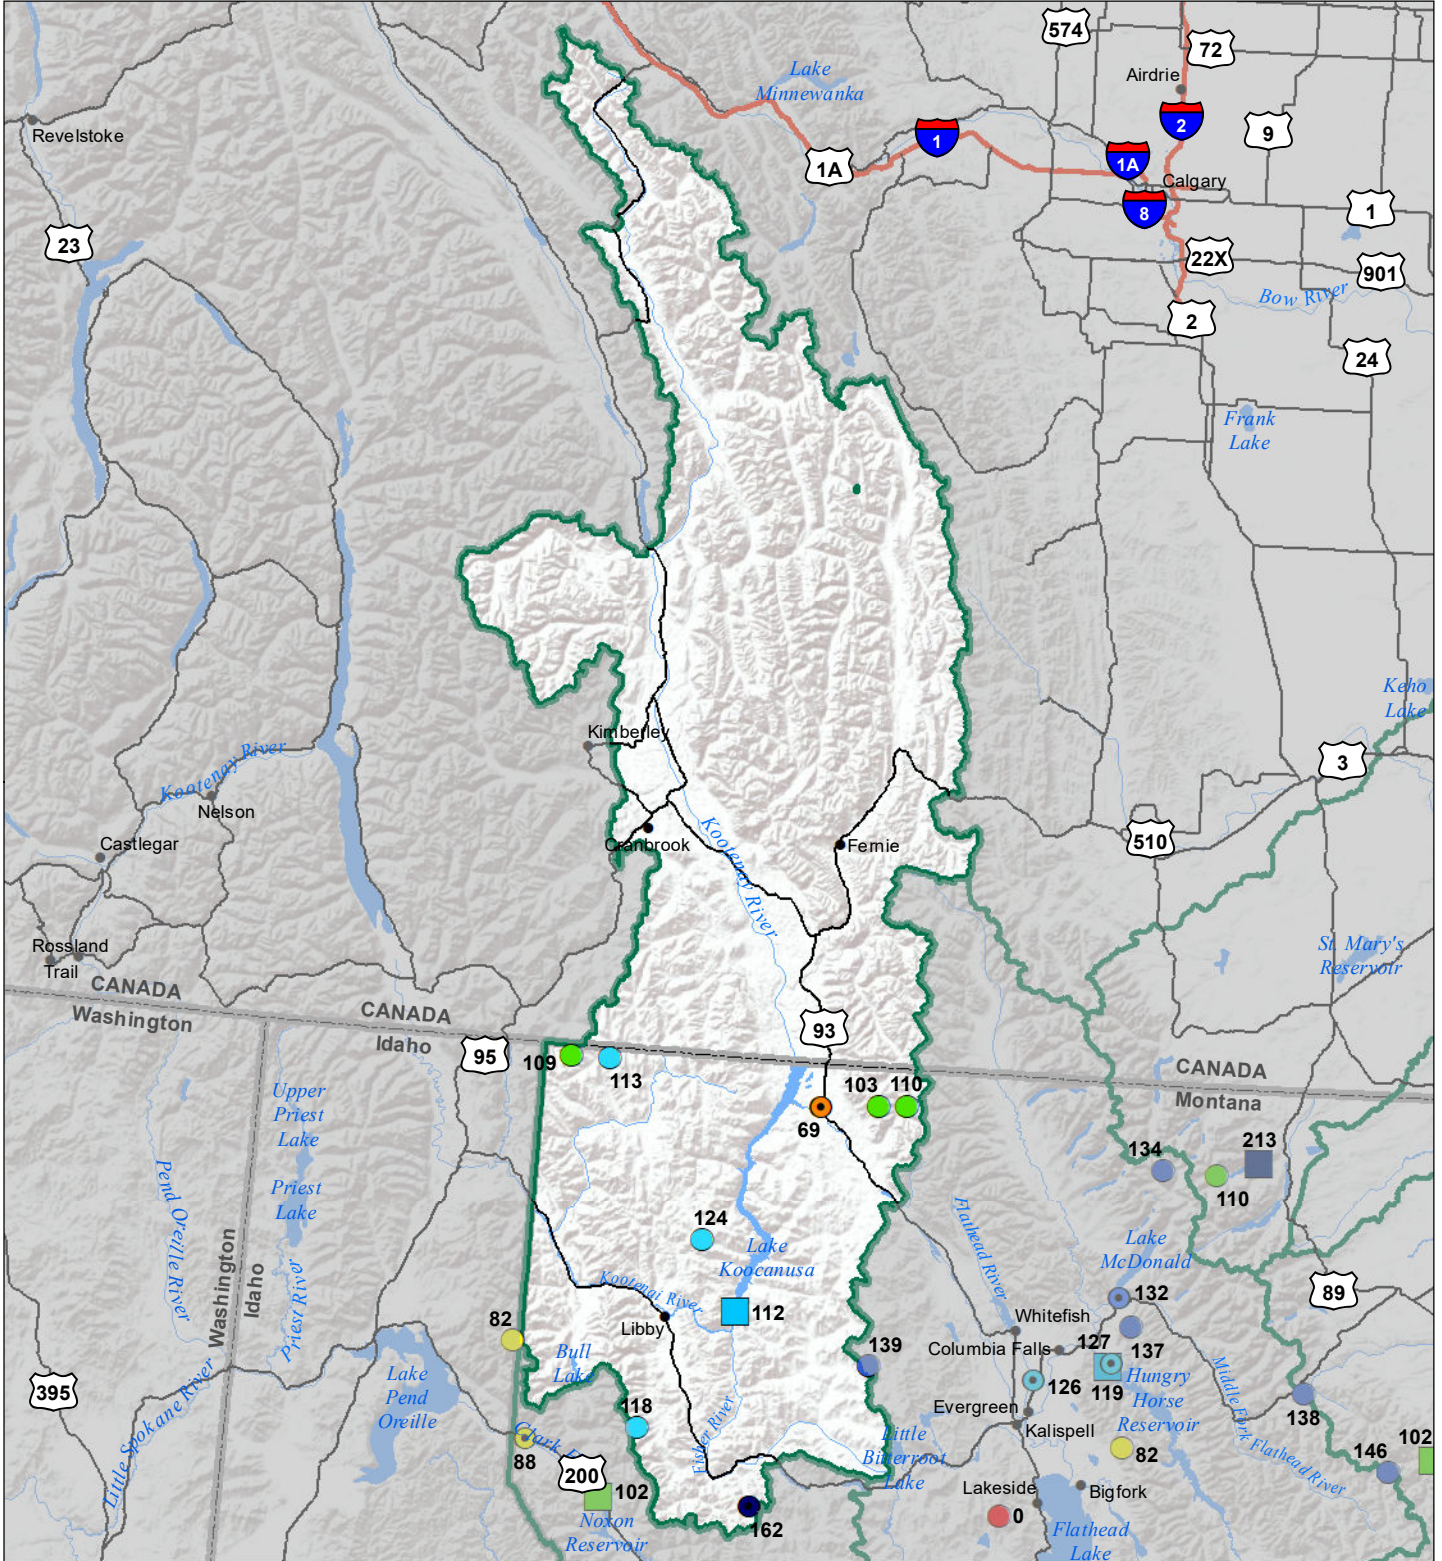 574
72
Airdrie
Lake
Minnewanka
2
9
1
Revelstoke
1A
1A
Calgary
8
1
23
22X
901
Bow River
2
24
Frank
Lake
Keho
Lake
Kimberley
Kootenay River
3
Nelson
Kootenay River
Castlegar
Cranbrook
Fernie
510
Rossland
Trail
St. Mary's
Reservoir
CANADA
Washington
CANADA
Idaho
93
95
109
113
CANADA
Montana
103
110
69
Upper
Priest
Lake
134
213
110
Pend Oreille River
Priest
Lake
Flathead River
124
Lake
Koocanusa
Lake
McDonald
Washington
Idaho
Priest River
Kootenai River
132
89
112
Libby
Whitefish
82
Bull
Lake
139
Columbia Falls
127
137
119
Hungry
Horse
Reservoir
126
Middle Fork Flathead River
395
Lake
Pend
Oreille
Little Spokane River
118
Evergreen
Kalispell
138
Clark F
88
Fisher River
Little
Bitterroot
Lake
82
146
102
200
102
Noxon
Reservoir
162
Lakeside
0
Bigfork
Flathead
Lake